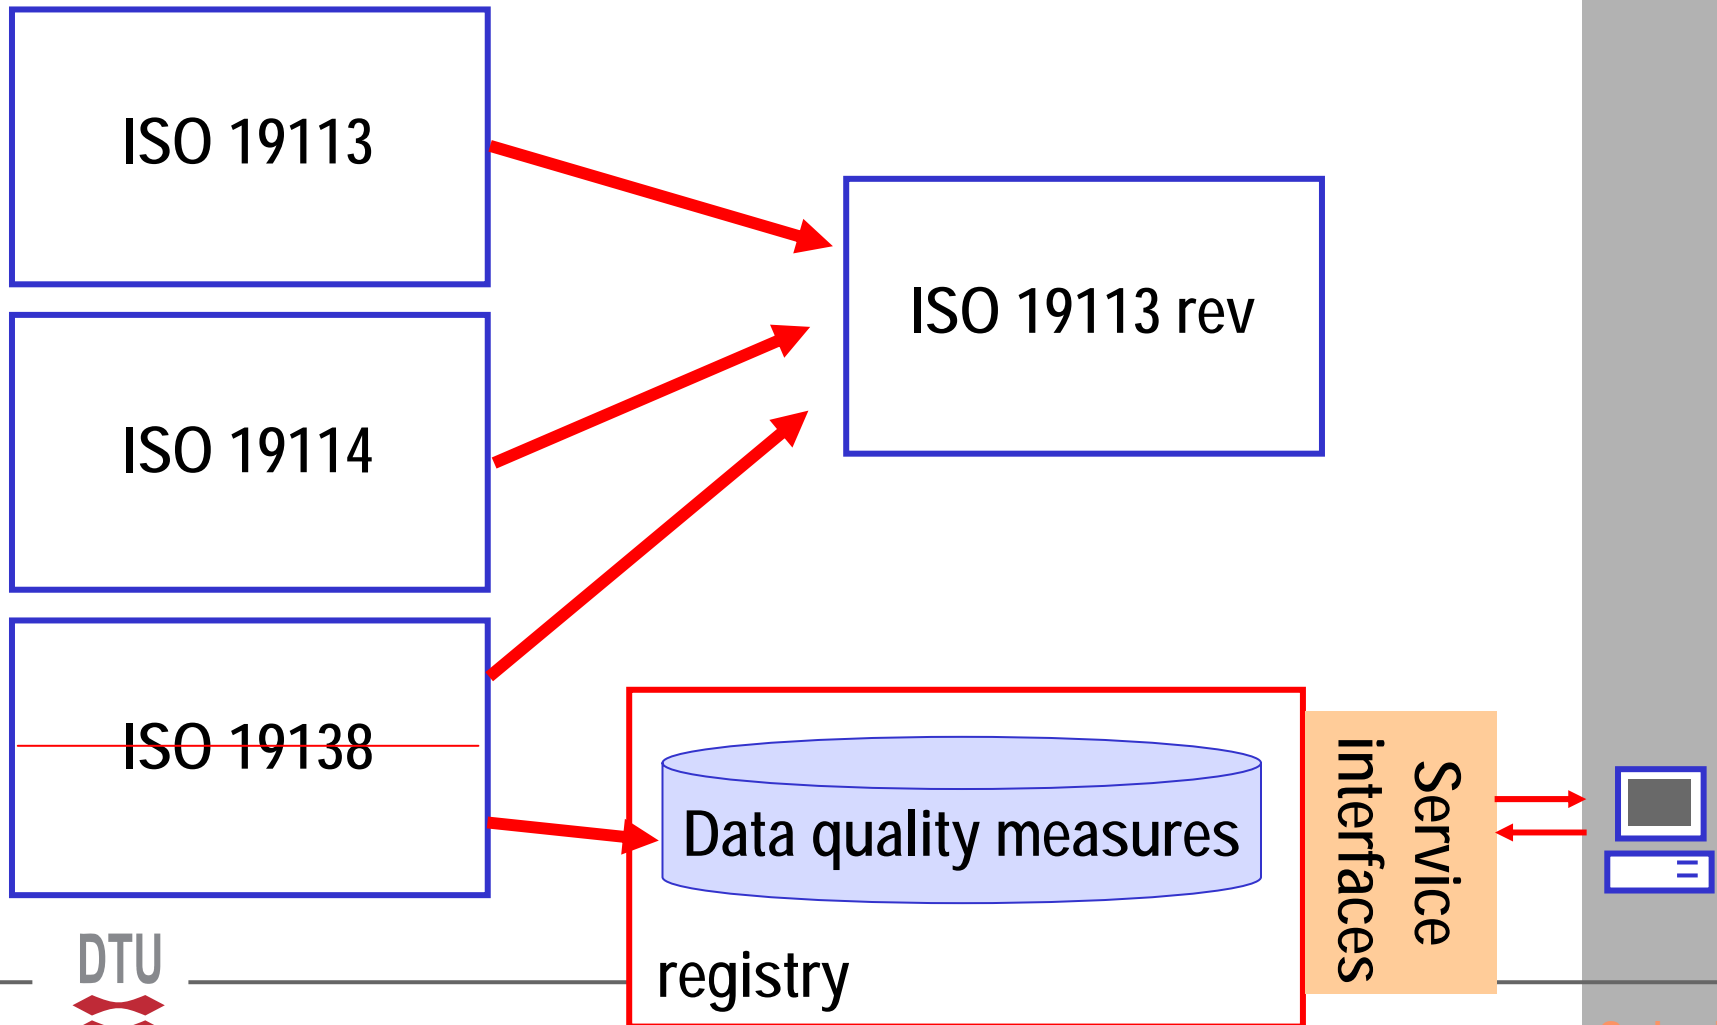 ISO 19113
ISO 19113 rev
ISO 19114
ISO 19138
Data quality measures
registry
Service
interfaces
DTU